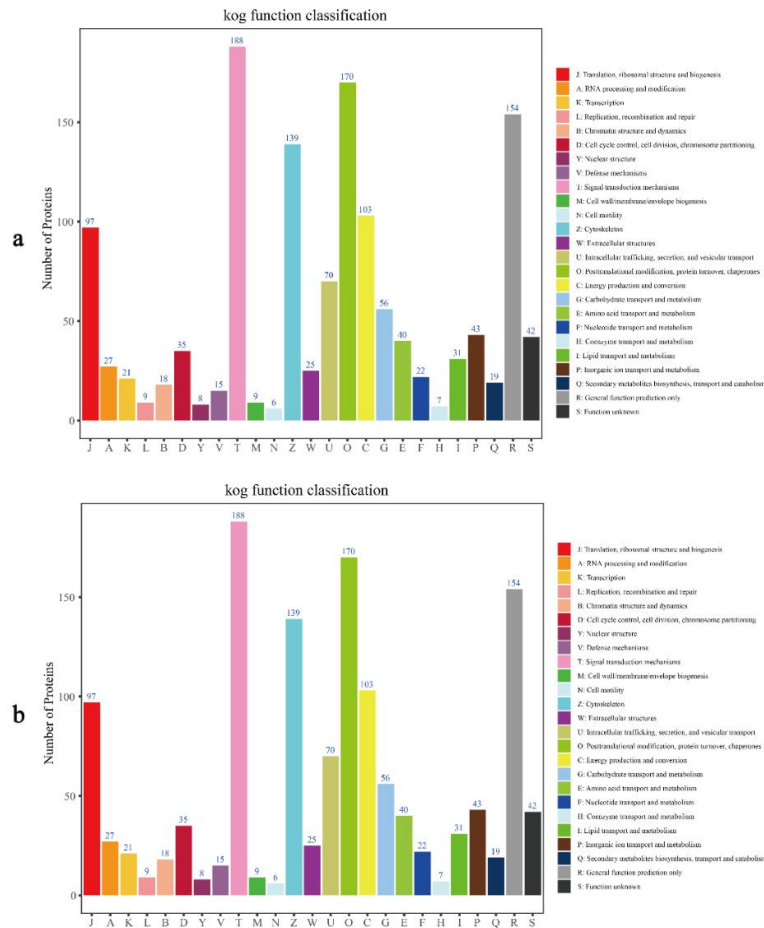 kog function classification
188
170
154
139
103
97
70
56
43
42
40
35
31
27
25
22
21
19
18
15
9
9
8
7
6
150
100
50
0
Number of Proteins
a
J A K L B D Y V T M N Z W U O C G E F H I P Q R S
J: Translation, ribosomal structure and biogenesis
A: RNA processing and modification
K: Transcription
L: Replication, recombination and repair
B: Chromatin structure and dynamics
D: Cell cycle control, cell division, chromosome partitioning
Y: Nuclear structure
V: Defense mechanisms
T: Signal transduction mechanisms
M: Cell wall/membrane/envelope biogenesis
N: Cell motility
Z: Cytoskeleton
W: Extracellular structures
U: Intracellular trafficking, secretion, and vesicular transport
O: Posttranslational modification, protein turnover, chaperones
C: Energy production and conversion
G: Carbohydrate transport and metabolism
E: Amino acid transport and metabolism
F: Nucleotide transport and metabolism
H: Coenzyme transport and metabolism
I: Lipid transport and metabolism
P: Inorganic ion transport and metabolism
Q: Secondary metabolites biosynthesis, transport and catabolism
R: General function prediction only
S: Function unknown
kog function classification
188
170
154
139
103
97
70
56
43
42
40
35
31
27
25
22
21
19
18
15
9
9
8
7
6
150
100
50
0
Number of Proteins
b
J A K L B D Y V T M N Z W U O C G E F H I P Q R S
J: Translation, ribosomal structure and biogenesis
A: RNA processing and modification
K: Transcription
L: Replication, recombination and repair
B: Chromatin structure and dynamics
D: Cell cycle control, cell division, chromosome partitioning
Y: Nuclear structure
V: Defense mechanisms
T: Signal transduction mechanisms
M: Cell wall/membrane/envelope biogenesis
N: Cell motility
Z: Cytoskeleton
W: Extracellular structures
U: Intracellular trafficking, secretion, and vesicular transport
O: Posttranslational modification, protein turnover, chaperones
C: Energy production and conversion
G: Carbohydrate transport and metabolism
E: Amino acid transport and metabolism
F: Nucleotide transport and metabolism
H: Coenzyme transport and metabolism
I: Lipid transport and metabolism
P: Inorganic ion transport and metabolism
Q: Secondary metabolites biosynthesis, transport and catabolism
R: General function prediction only
S: Function unknown